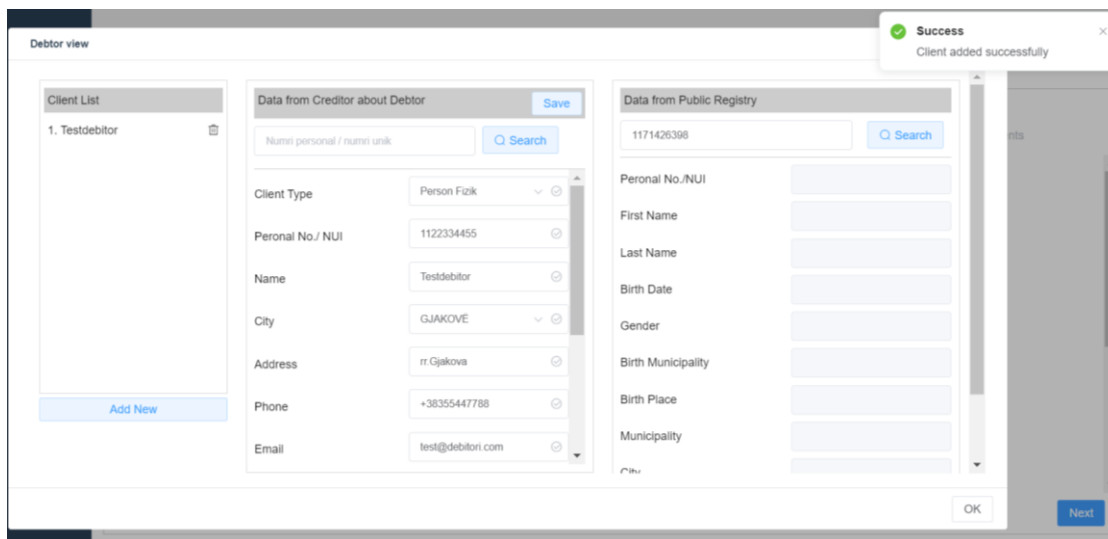 Success
Client added successfully
Debtor view
Client List
1. Testdebitor
Add New
Data from Creditor about Debtor
Save
Numri personal / numri unik
Search
Client Type
Person Fizik
Peronal No./ NUI
1122334455
Name
Testdebitor
City
GJAKOVË
Address
rr.Gjakova
Phone
+38355447788
Email
test@debitori.com
Data from Public Registry
1171426398
Search
Peronal No./NUI
First Name
Last Name
Birth Date
Gender
Birth Municipality
Birth Place
Municipality
City
nts
OK
Next